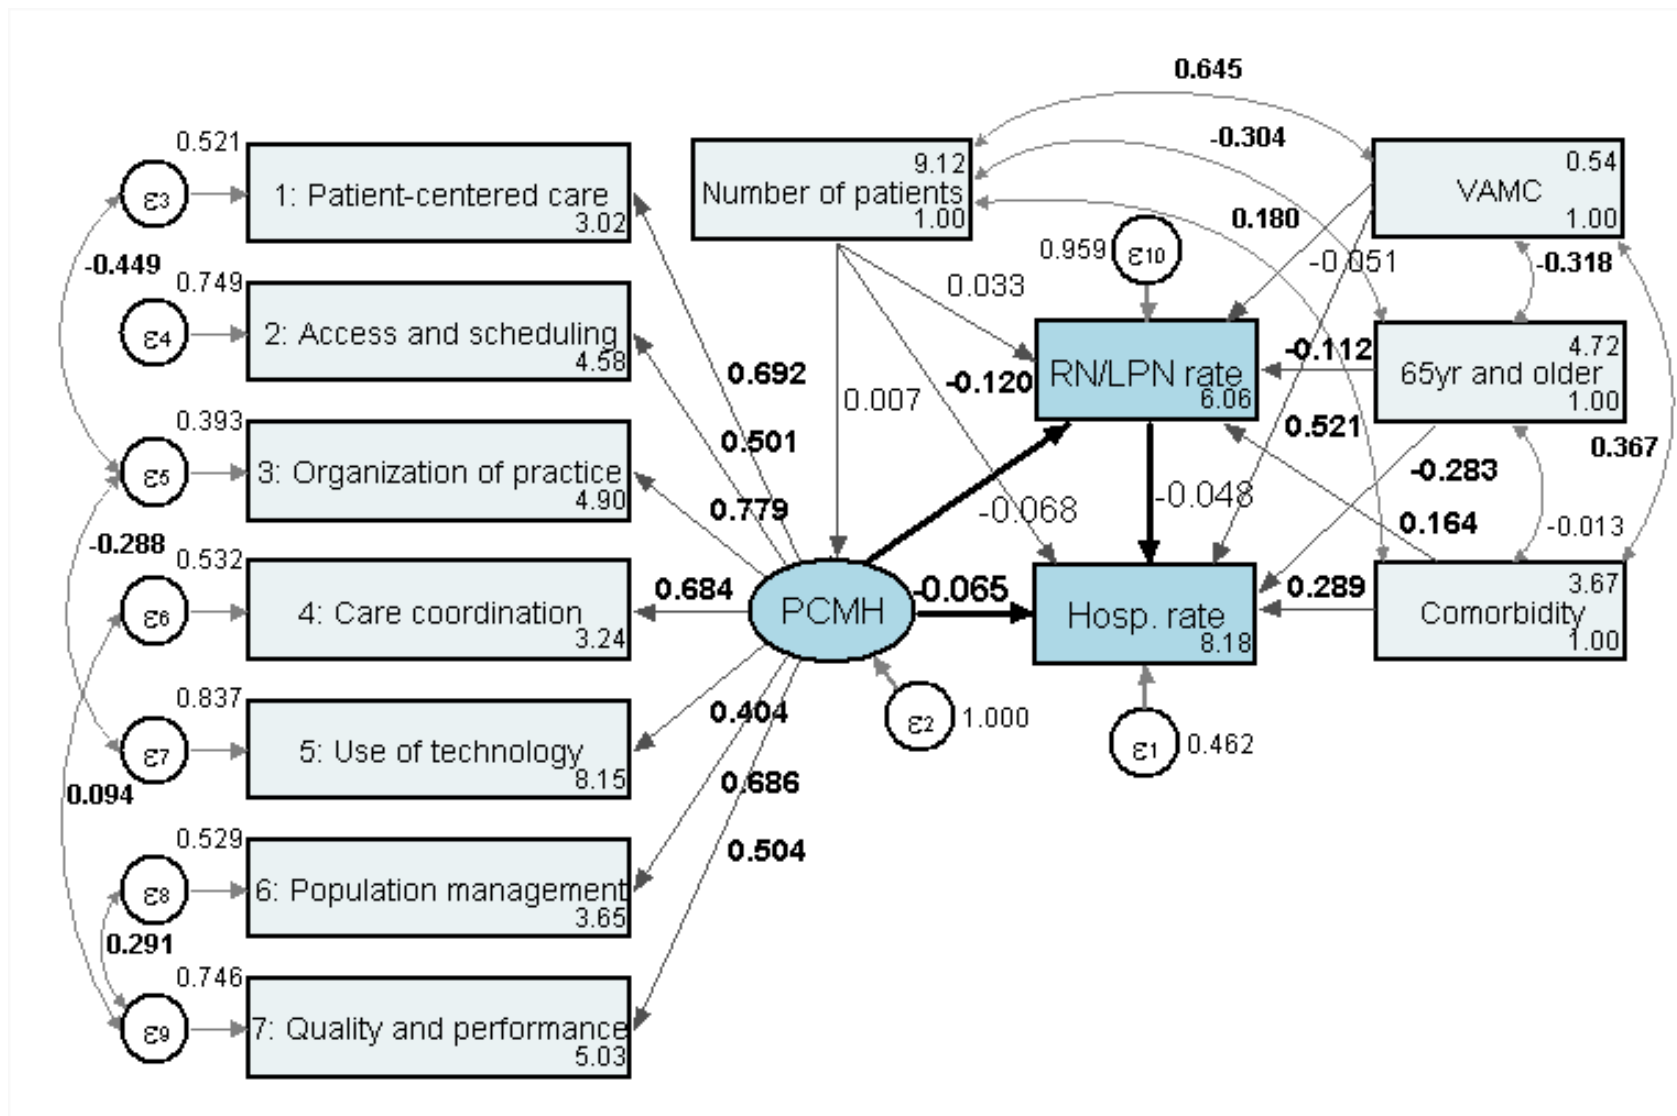 0.645
0.521
-0.304
9.12
0.54
1: Patient-centered care
Number of patients
VAMC
ε3
3.02
1.00
0.180
1.00
0.959
ε10
-0.051
-0.449
-0.318
0.749
0.033
2: Access and scheduling
4.72
ε4
4.58
0.692
-0.120
RN/LPN rate
-0.112
65yr and older
6.06
1.00
0.007
0.393
0.501
0.521
0.367
3: Organization of practice
-0.283
ε5
4.90
0.779
-0.068
-0.048
0.164
-0.013
-0.288
0.532
0.684
-0.065
0.289
3.67
4: Care coordination
PCMH
Hosp. rate
Comorbidity
ε6
3.24
8.18
1.00
0.837
0.404
ε2
1.000
ε1
0.462
5: Use of technology
ε7
8.15
0.094
0.686
0.529
0.504
6: Population management
ε8
3.65
0.291
0.746
7: Quality and performance
ε9
5.03